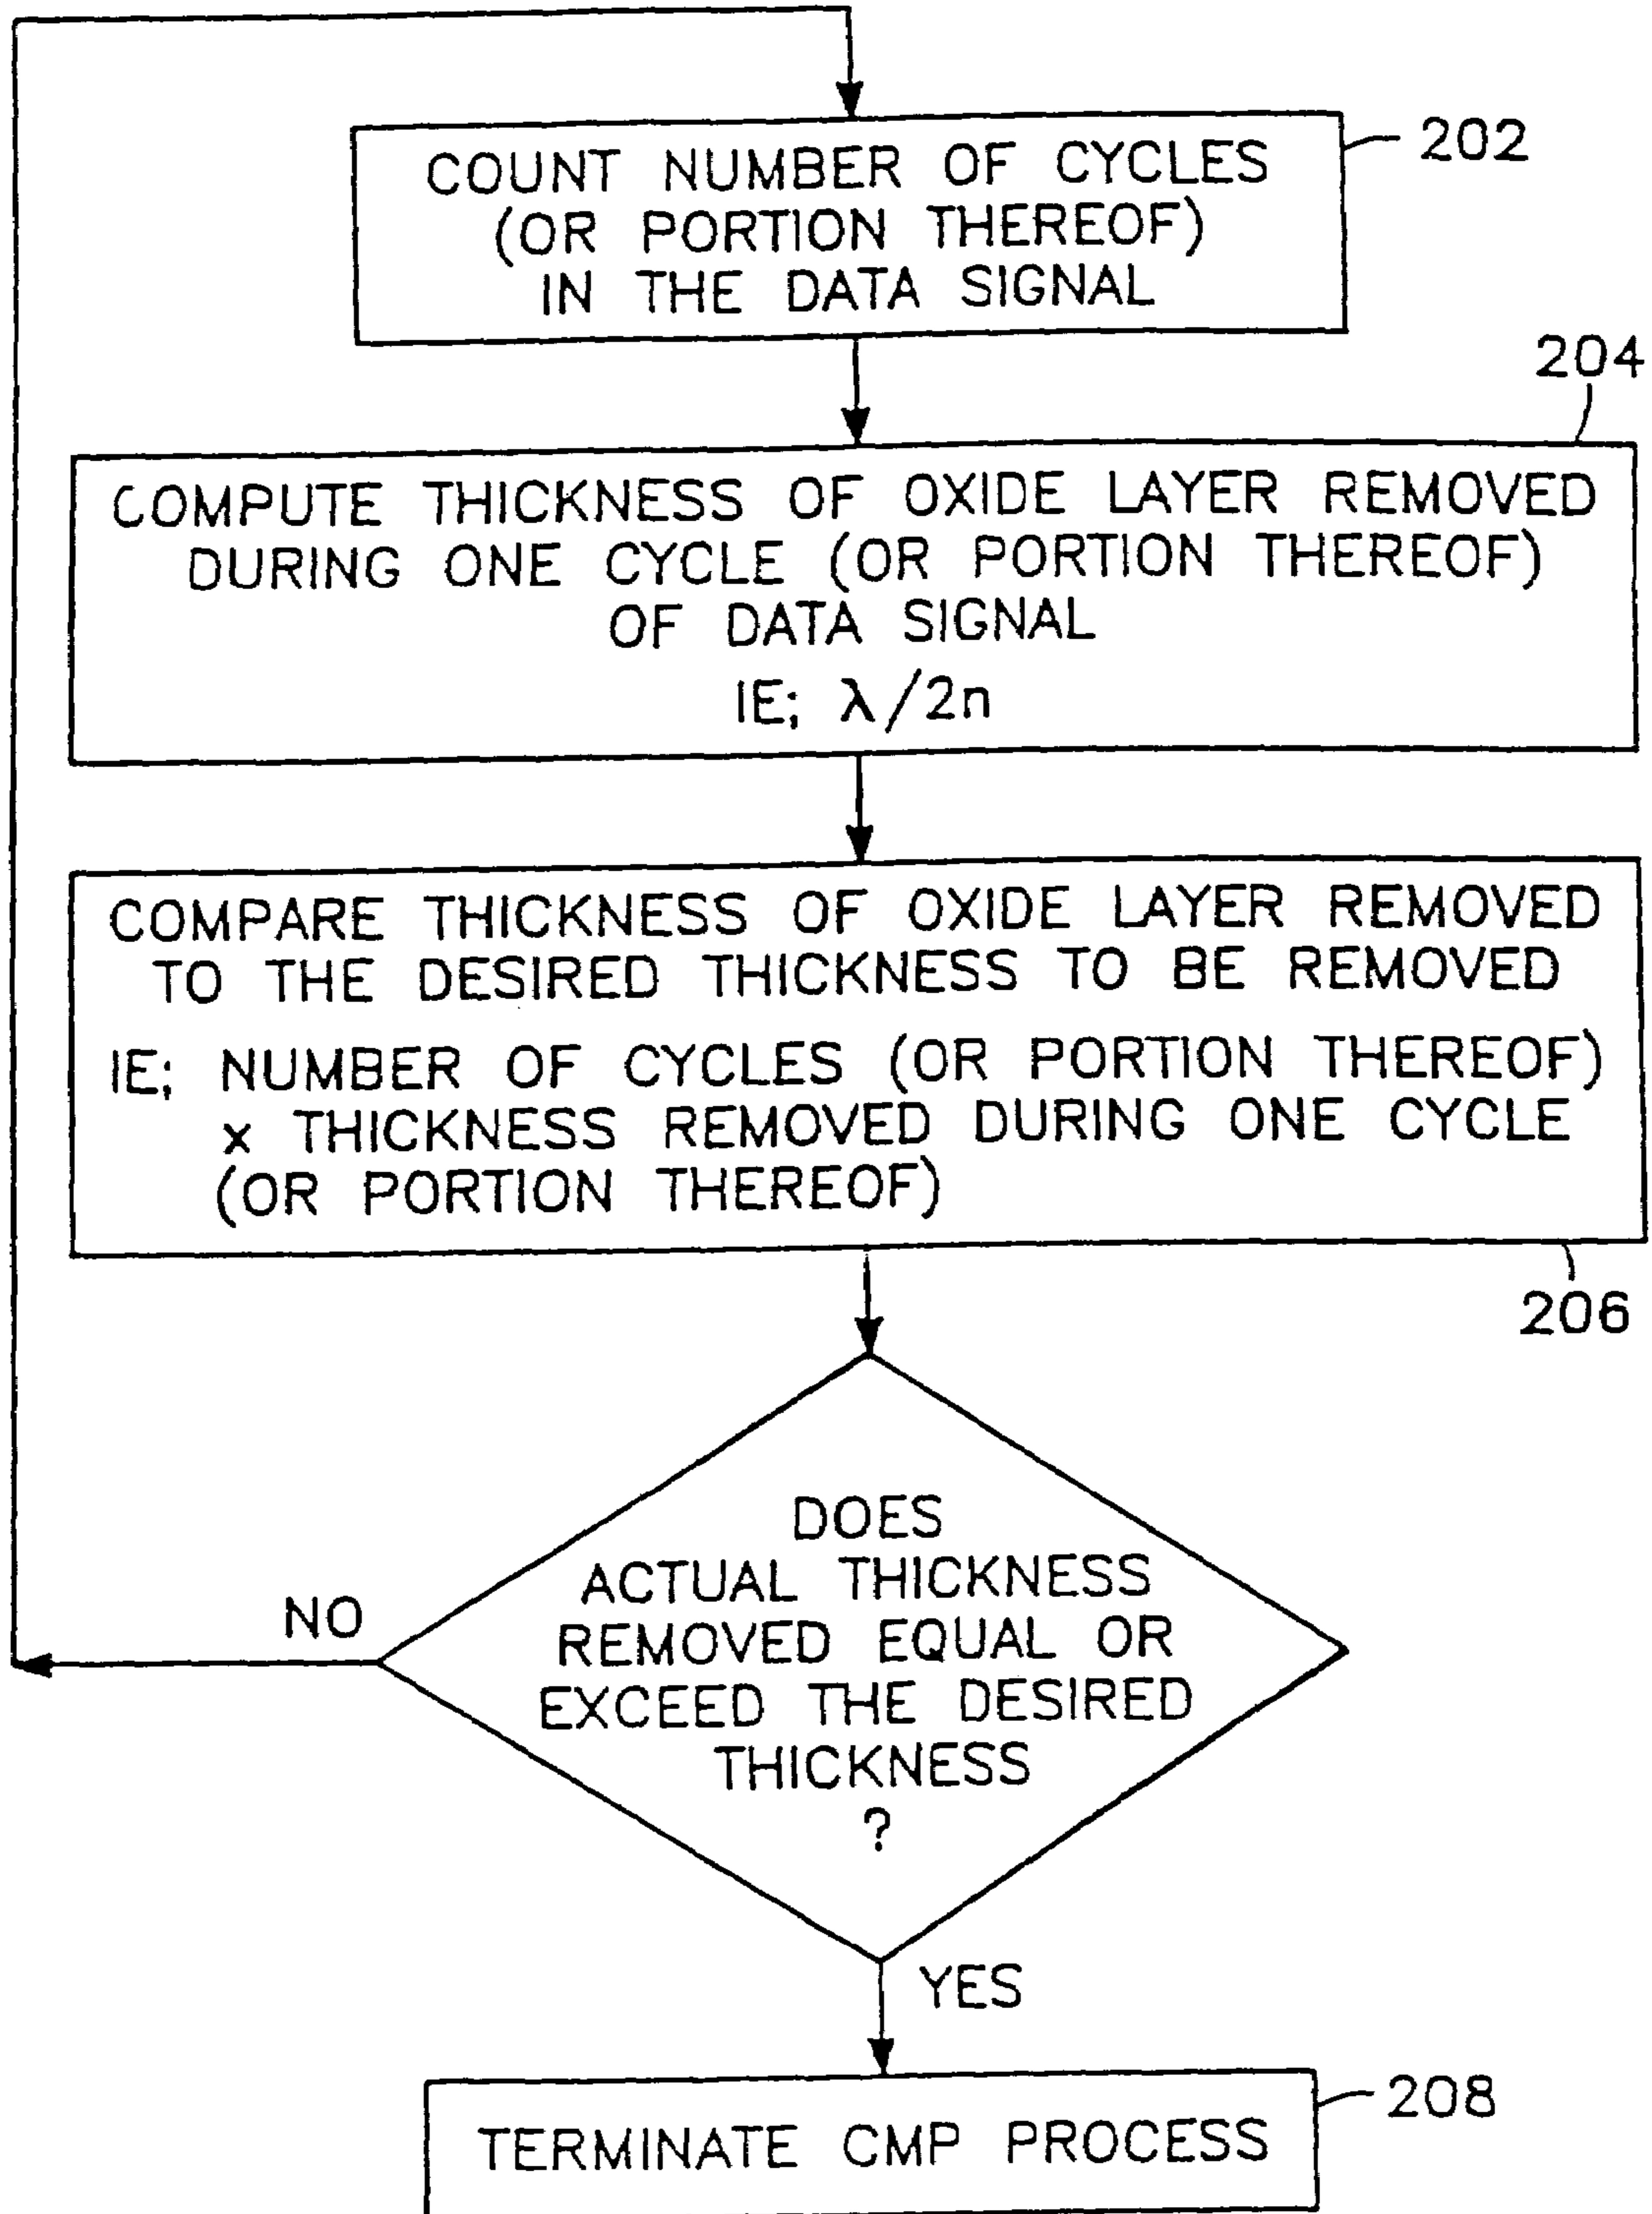 COUNT NUMBER OF CYCLES
(OR PORTION THEREOF)
IN THE DATA SIGNAL
202
204
COMPUTE THICKNESS OF OXIDE LAYER REMOVED
DURING ONE CYCLE (OR PORTION THEREOF)
OF DATA SIGNAL
IE; λ/2n
COMPARE THICKNESS OF OXIDE LAYER REMOVED
TO THE DESIRED THICKNESS TO BE REMOVED
IE; NUMBER OF CYCLES (OR PORTION THEREOF)
x THICKNESS REMOVED DURING ONE CYCLE
(OR PORTION THEREOF)
206
DOES
ACTUAL THICKNESS
REMOVED EQUAL OR
EXCEED THE DESIRED
THICKNESS
?
NO
YES
TERMINATE CMP PROCESS
208